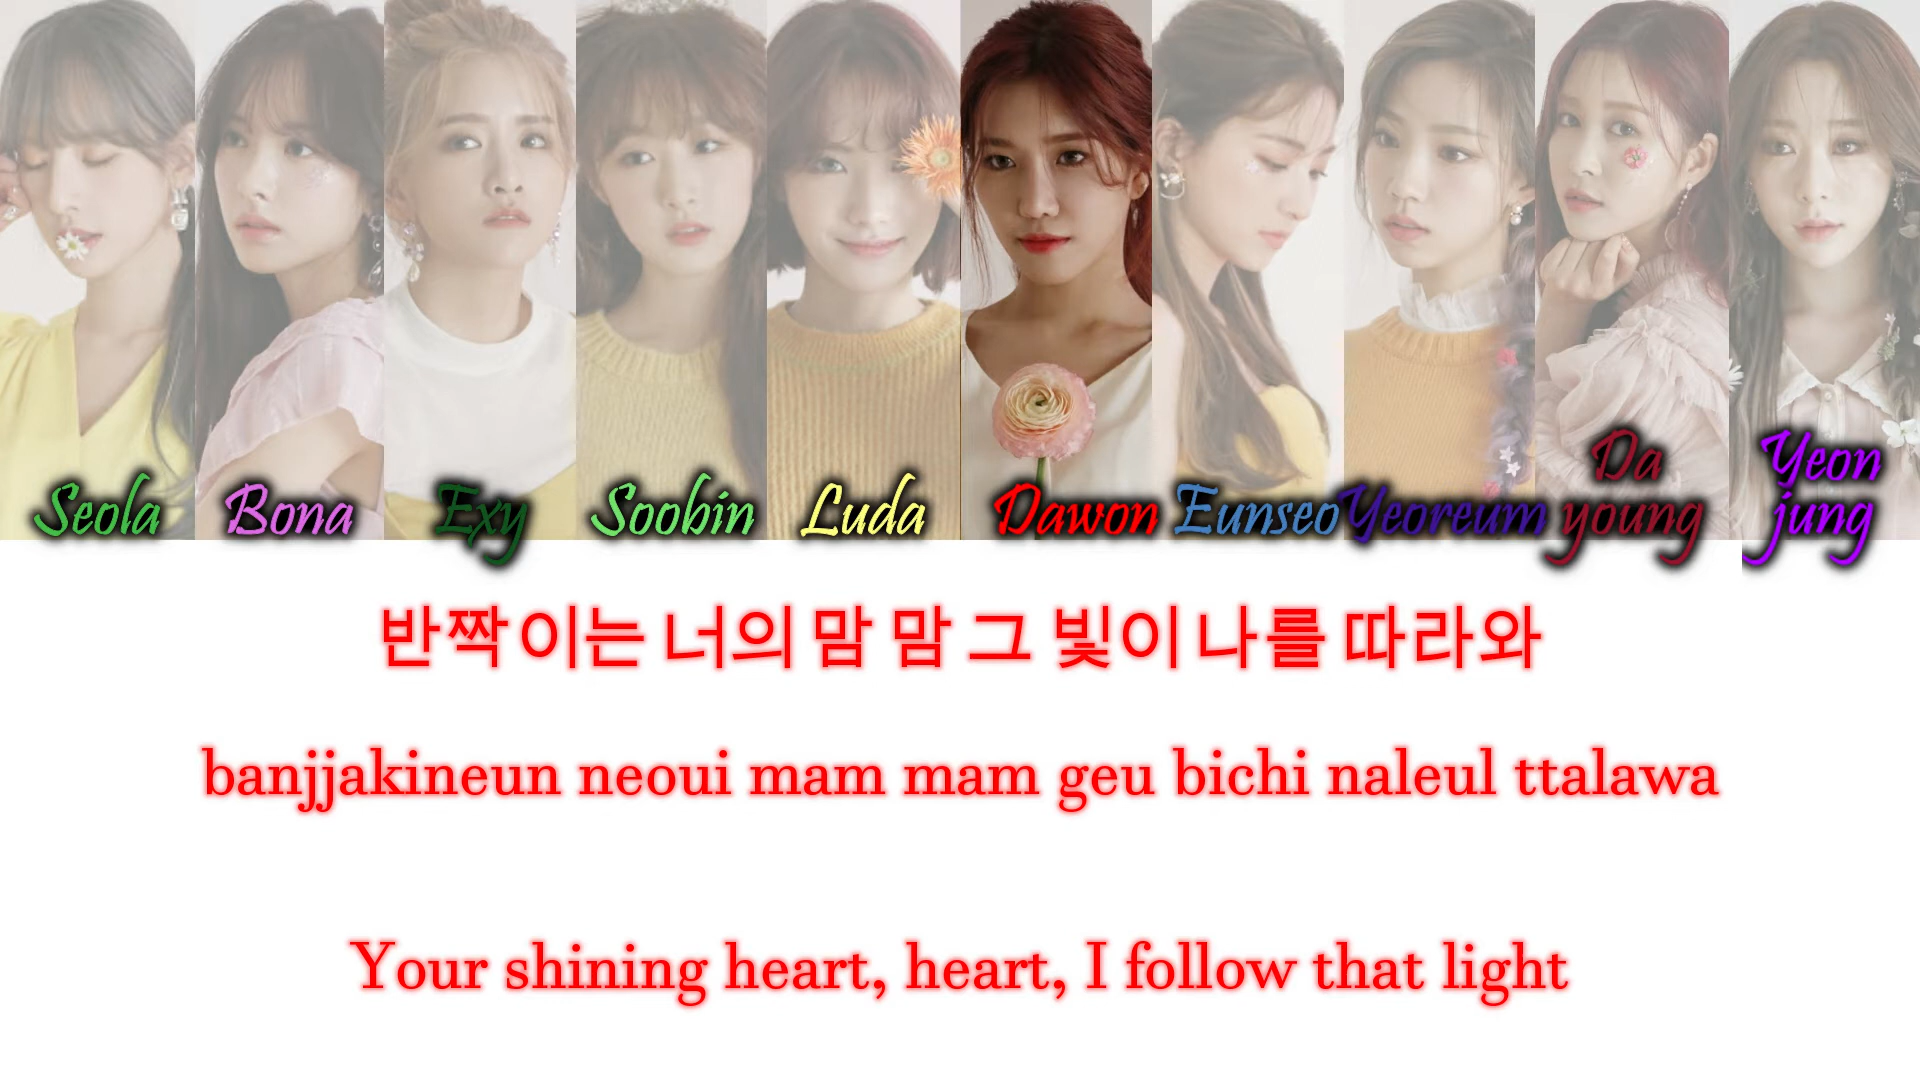 Seola Bona Exy Soobin Luda Dawon Eunseo Yeoreum Da young Yeon jung
반짝이는 너의 맘 맘 그 빛이 나를 따라와
banjjakineun neoui mam mam geu bichi naleul ttalawa
Your shining heart, heart, I follow that light